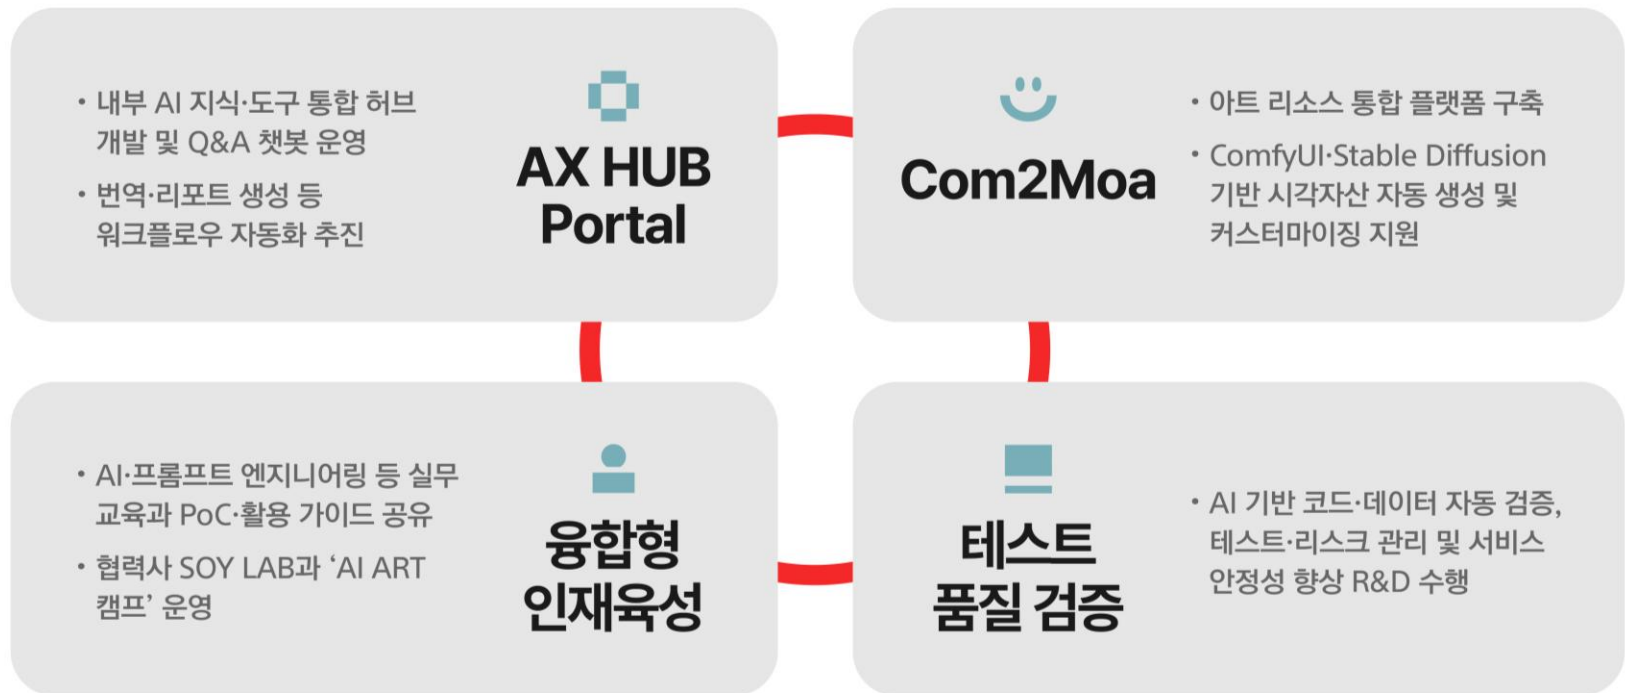 • 내부 AI 지식·도구 통합 허브
개발 및 Q&A 챗봇 운영
• 번역·리포트 생성 등
워크플로우 자동화 추진
AX HUB
Portal
Com2Moa
• 아트 리소스 통합 플랫폼 구축
• ComfyUI·Stable Diffusion
기반 시각자산 자동 생성 및
커스터마이징 지원
• AI·프롬프트 엔지니어링 등 실무
교육과 PoC·활용 가이드 공유
• 협력사 SOY LAB과 ‘AI ART
캠프’ 운영
융합형
인재육성
테스트
품질 검증
• AI 기반 코드·데이터 자동 검증,
테스트·리스크 관리 및 서비스
안정성 향상 R&D 수행